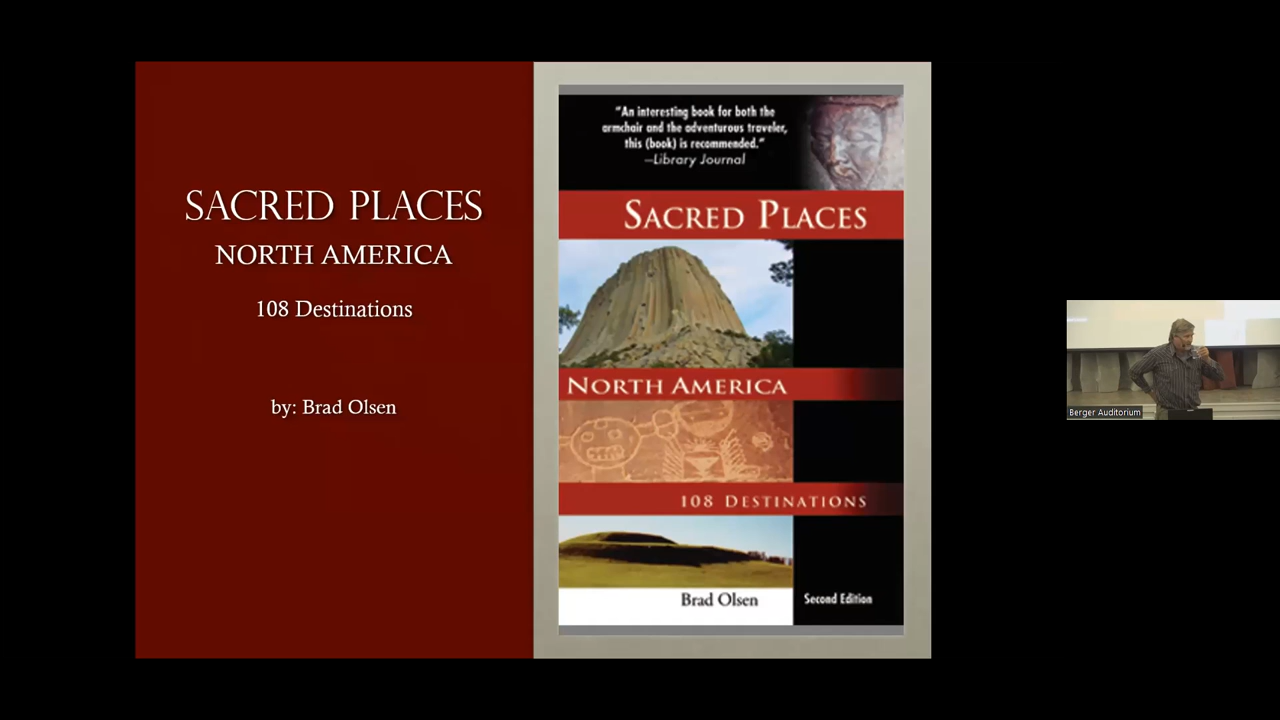 SACRED PLACES
NORTH AMERICA
108 Destinations
by: Brad Olsen
"An interesting book for both the
armchair and the adventurous traveler,
this (book) is recommended."
—Library Journal
SACRED PLACES
NORTH AMERICA
108 DESTINATIONS
Brad Olsen
Second Edition
Berger Auditorium